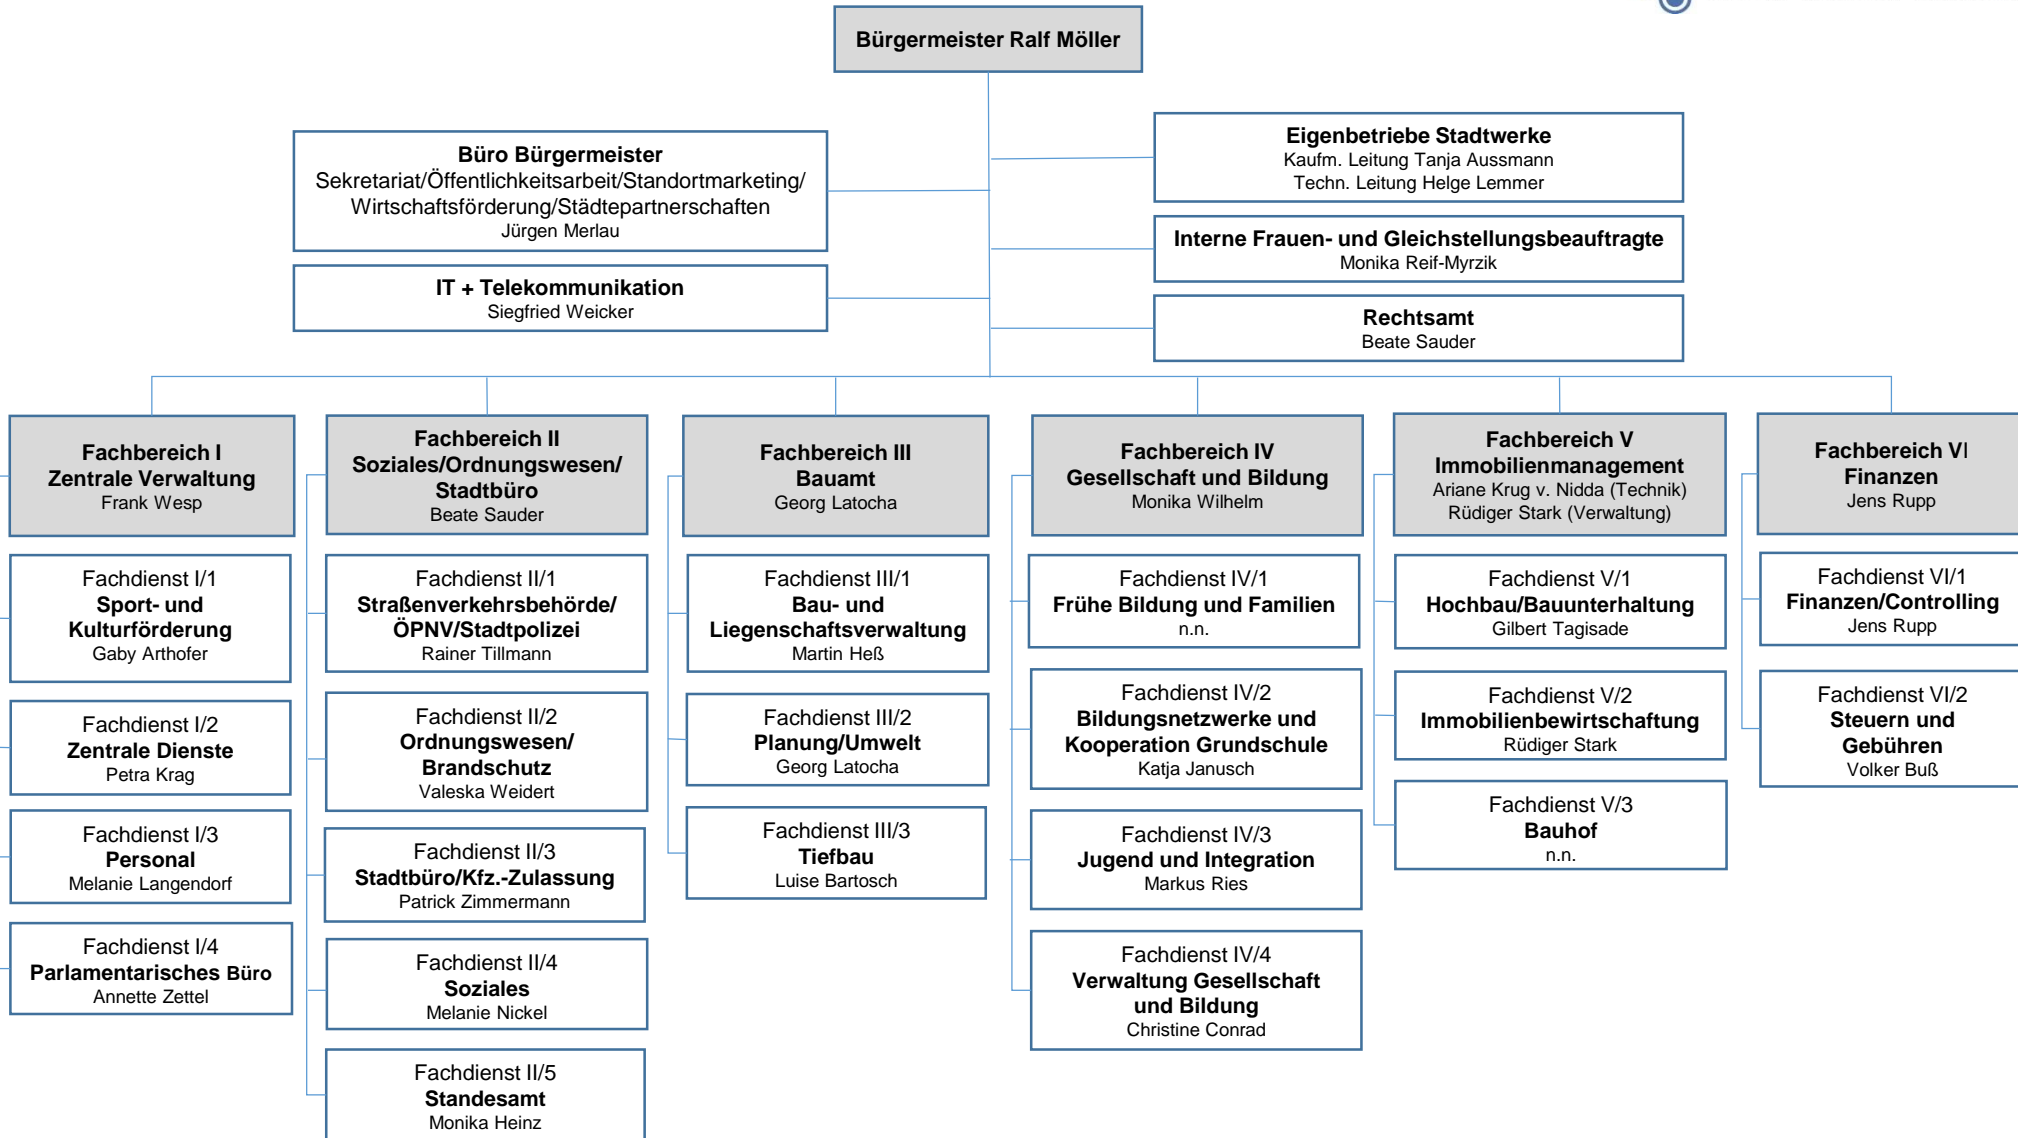 Bürgermeister Ralf Möller
Büro Bürgermeister
Sekretariat/Öffentlichkeitsarbeit/Standortmarketing/
Wirtschaftsförderung/Städtepartnerschaften
Jürgen Merlau
IT + Telekommunikation
Siegfried Weicker
Eigenbetriebe Stadtwerke
Kaufm. Leitung Tanja Aussmann
Techn. Leitung Helge Lemmer
Interne Frauen- und Gleichstellungsbeauftragte
Monika Reif-Myrzik
Rechtsamt
Beate Sauder
Fachbereich I
Zentrale Verwaltung
Frank Wesp
Fachdienst I/1
Sport- und
Kulturförderung
Gaby Arthofer
Fachdienst I/2
Zentrale Dienste
Petra Krag
Fachdienst I/3
Personal
Melanie Langendorf
Fachdienst I/4
Parlamentarisches Büro
Annette Zettel
Fachbereich II
Soziales/Ordnungswesen/
Stadtbüro
Beate Sauder
Fachdienst II/1
Straßenverkehrsbehörde/
ÖPNV/Stadtpolizei
Rainer Tillmann
Fachdienst II/2
Ordnungswesen/
Brandschutz
Valeska Weidert
Fachdienst II/3
Stadtbüro/Kfz.-Zulassung
Patrick Zimmermann
Fachdienst II/4
Soziales
Melanie Nickel
Fachdienst II/5
Standesamt
Monika Heinz
Fachbereich III
Bauamt
Georg Latocha
Fachdienst III/1
Bau- und
Liegenschaftsverwaltung
Martin Heß
Fachdienst III/2
Planung/Umwelt
Georg Latocha
Fachdienst III/3
Tiefbau
Luise Bartosch
Fachbereich IV
Gesellschaft und Bildung
Monika Wilhelm
Fachdienst IV/1
Frühe Bildung und Familien
n.n.
Fachdienst IV/2
Bildungsnetzwerke und
Kooperation Grundschule
Katja Janusch
Fachdienst IV/3
Jugend und Integration
Markus Ries
Fachdienst IV/4
Verwaltung Gesellschaft
und Bildung
Christine Conrad
Fachbereich V
Immobilienmanagement
Ariane Krug v. Nidda (Technik)
Rüdiger Stark (Verwaltung)
Fachdienst V/1
Hochbau/Bauunterhaltung
Gilbert Tagisade
Fachdienst V/2
Immobilienbewirtschaftung
Rüdiger Stark
Fachdienst V/3
Bauhof
n.n.
Fachbereich VI
Finanzen
Jens Rupp
Fachdienst VI/1
Finanzen/Controlling
Jens Rupp
Fachdienst VI/2
Steuern und
Gebühren
Volker Buß